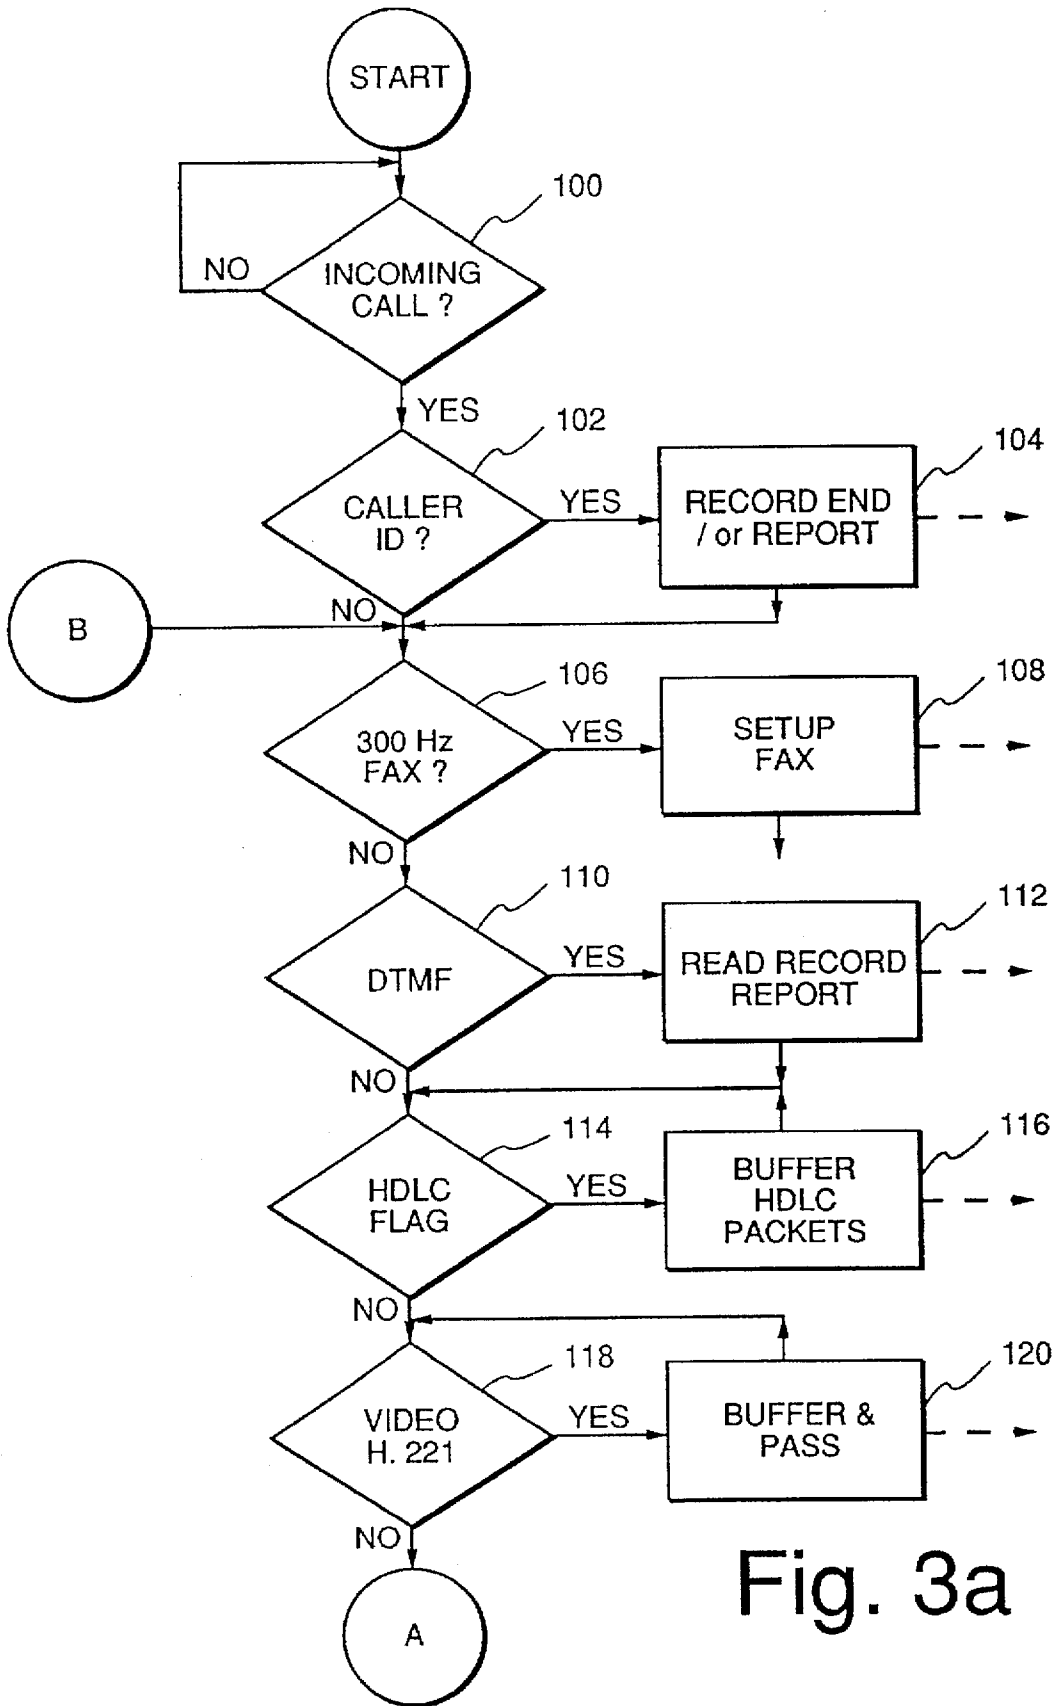 START
100
NO
INCOMING
CALL ?
YES
102
CALLER
ID ?
YES
RECORD END
/ or REPORT
104
NO
B
106
300 Hz
FAX ?
YES
SETUP
FAX
108
NO
110
DTMF
YES
READ RECORD
REPORT
112
NO
114
HDLC
FLAG
YES
BUFFER
HDLC
PACKETS
116
NO
118
VIDEO
H. 221
YES
BUFFER &
PASS
120
NO
A
Fig. 3a